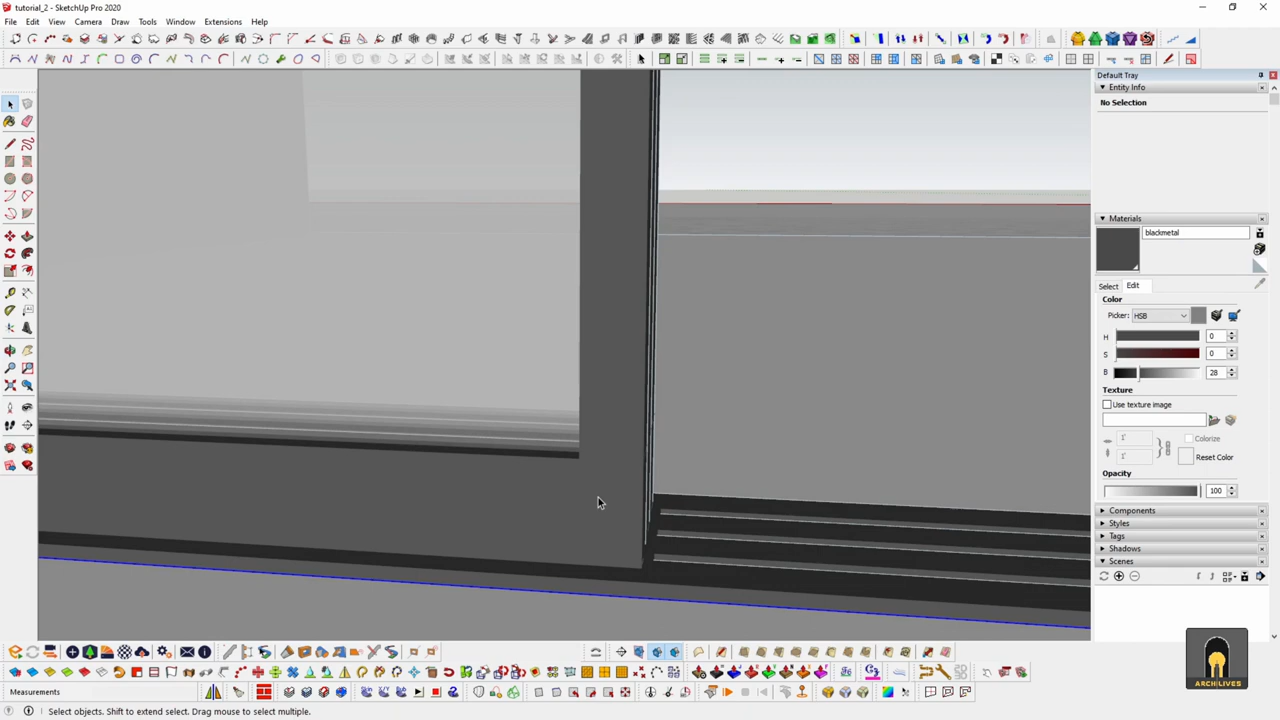 tutorial_2 - SketchUp Pro 2020
File Edit View Camera Draw Tools Window Extensions Help
Default Tray
Entity Info
No Selection
Materials
blackmetal
Select Edit
Color
Picker: HSB
H 0
S 0
B 28
Texture
Use texture image
1' Colorize
1' Reset Color
Opacity
100
Components
Styles
Tags
Shadows
Scenes
ARCHILIVES
Measurements
Select objects. Shift to extend select. Drag mouse to select multiple.